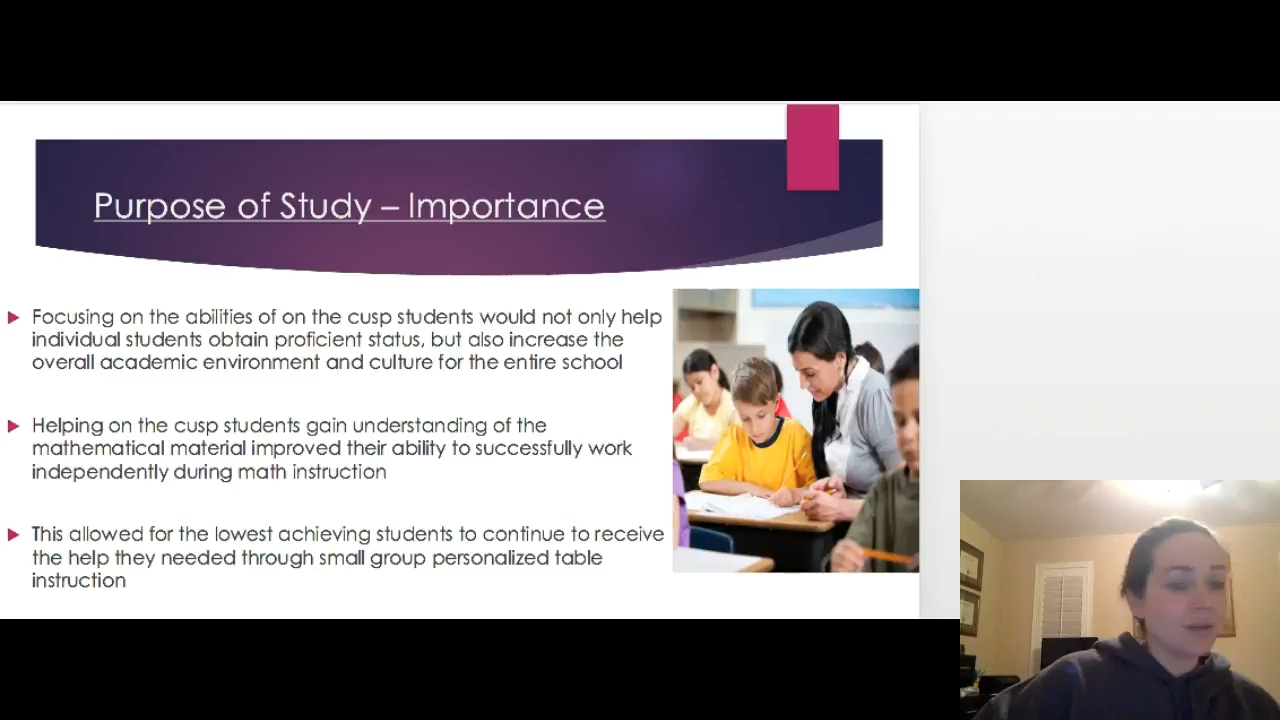 Purpose of Study – Importance
Focusing on the abilities of on the cusp students would not only help
individual students obtain proficient status, but also increase the
overall academic environment and culture for the entire school
Helping on the cusp students gain understanding of the
mathematical material improved their ability to successfully work
independently during math instruction
This allowed for the lowest achieving students to continue to receive
the help they needed through small group personalized table
instruction